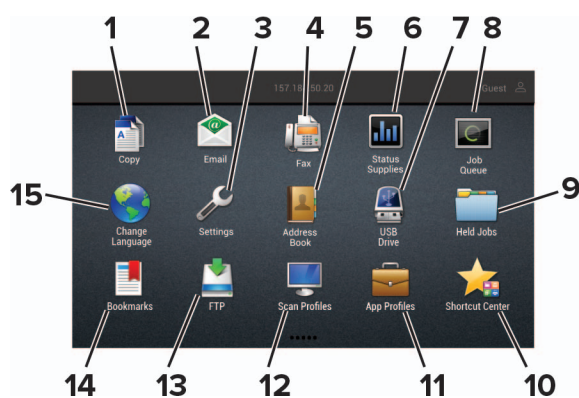 1 2 3 4 5 6 7 8
Guest
Copy
Email
Fax
Status
Supplies
Job
Queue
15
9
Change
Language
Settings
Address
Book
USB
Drive
Held Jobs
Bookmarks
FTP
Scan Profiles
App Profiles
Shortcut Center
14 13 12 11 10